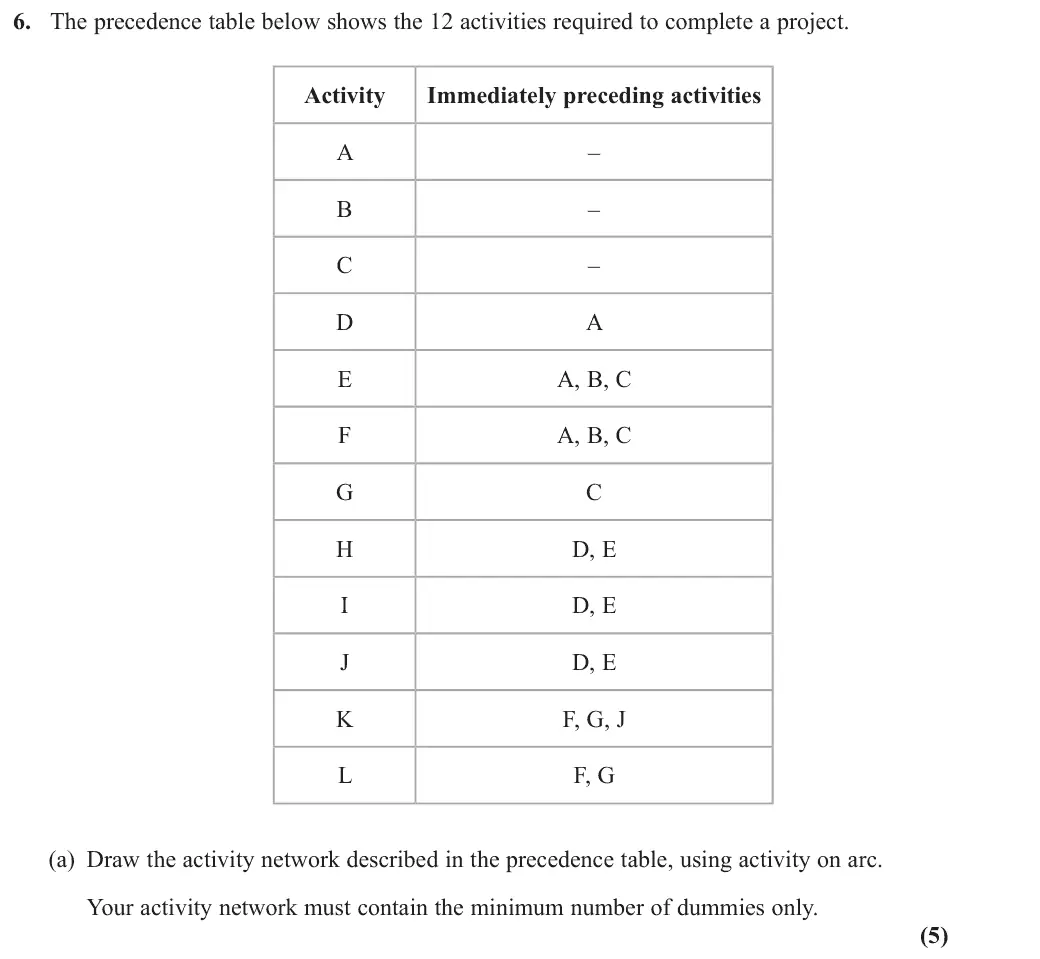 6. The precedence table below shows the 12 activities required to complete a project.
Activity Immediately preceding activities
A –
B –
C –
D A
E A, B, C
F A, B, C
G C
H D, E
I D, E
J D, E
K F, G, J
L F, G
(a) Draw the activity network described in the precedence table, using activity on arc.
Your activity network must contain the minimum number of dummies only.
(5)